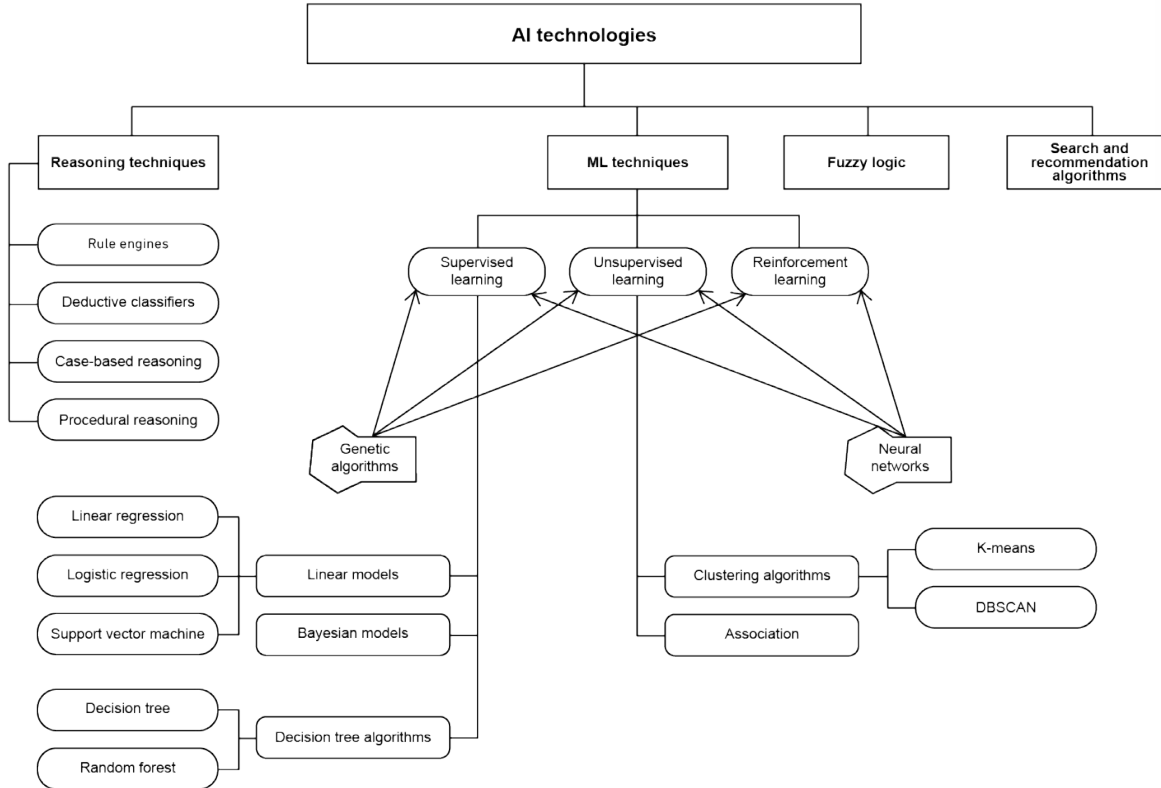 AI technologies
Reasoning techniques
ML techniques
Fuzzy logic
Search and
recommendation
algorithms
Rule engines
Deductive classifiers
Case-based reasoning
Procedural reasoning
Supervised
learning
Unsupervised
learning
Reinforcement
learning
Genetic
algorithms
Neural
networks
Linear regression
Logistic regression
Support vector machine
Linear models
Bayesian models
Decision tree
Random forest
Decision tree algorithms
Clustering algorithms
Association
K-means
DBSCAN